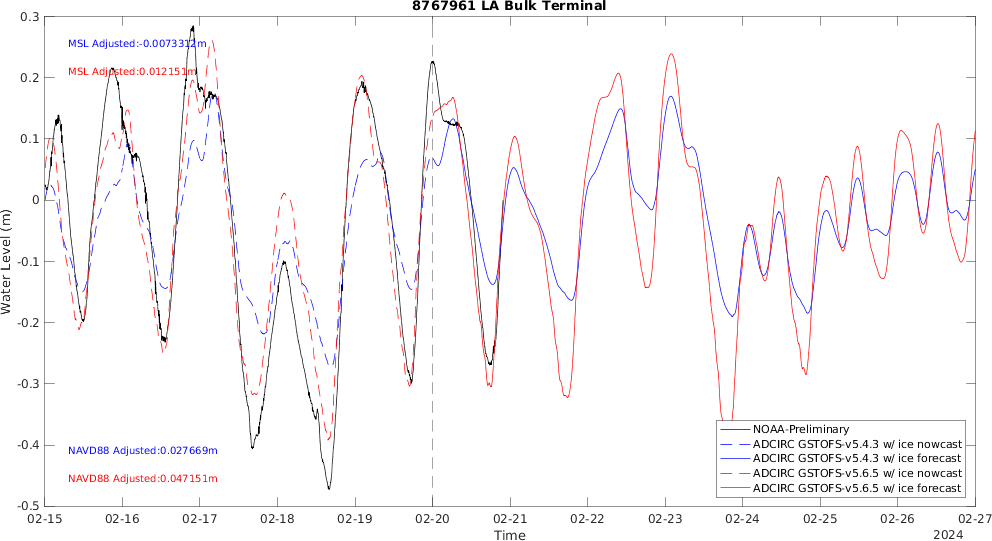 8767961 LA Bulk Terminal
MSL Adjusted:-0.0073312m
MSL Adjusted:0.012151m
NAVD88 Adjusted:0.027669m
NAVD88 Adjusted:0.047151m
Water Level (m)
0.3
0.2
0.1
0
-0.1
-0.2
-0.3
-0.4
-0.5
NOAA-Preliminary
ADCIRC GSTOFS-v5.4.3 w/ ice nowcast
ADCIRC GSTOFS-v5.4.3 w/ ice forecast
ADCIRC GSTOFS-v5.6.5 w/ ice nowcast
ADCIRC GSTOFS-v5.6.5 w/ ice forecast
02-15 02-16 02-17 02-18 02-19 02-20 02-21 02-22 02-23 02-24 02-25 02-26 02-27
Time
2024